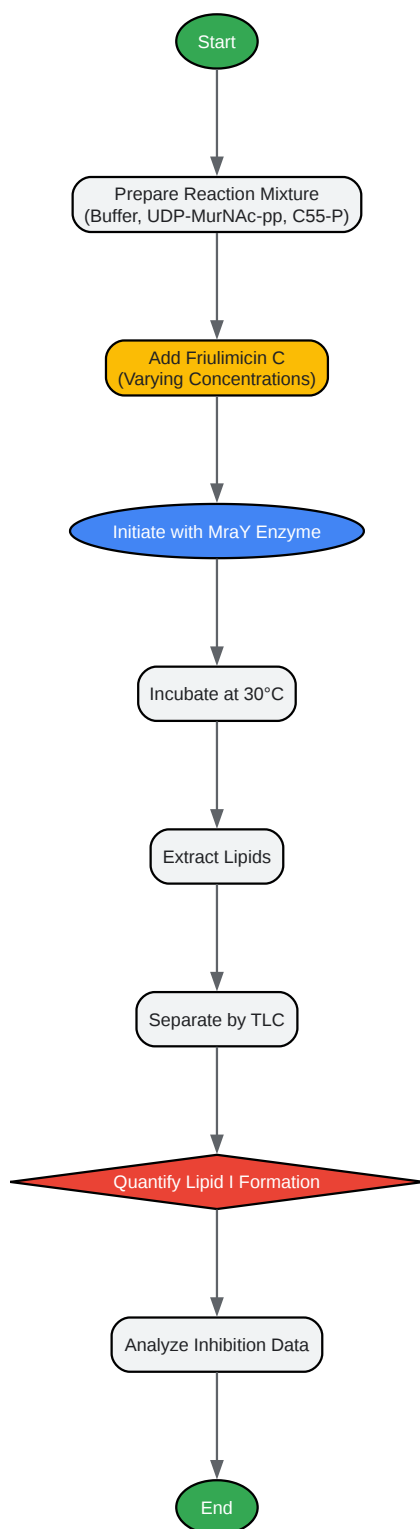 Start
Prepare Reaction Mixture
(Buffer, UDP-MurNAc-pp, C55-P)
Add Friulimicin C
(Varying Concentrations)
Initiate with MraY Enzyme
Incubate at 30°C
Extract Lipids
Separate by TLC
Quantify Lipid I Formation
Analyze Inhibition Data
End